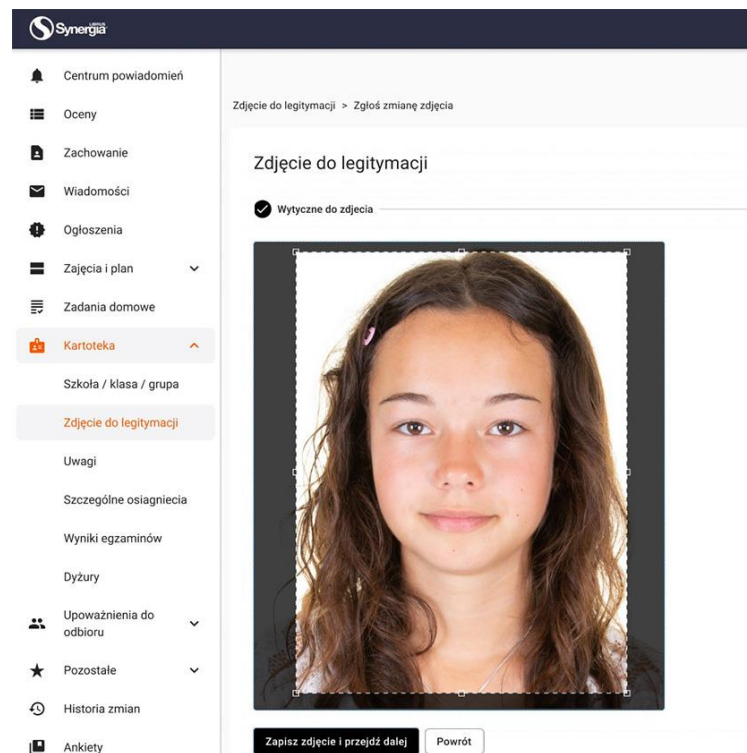 LIBRUS
Synergia
Centrum powiadomień
Oceny
Zachowanie
Wiadomości
Ogłoszenia
Zajęcia i plan
Zadania domowe
Kartoteka
Szkoła / klasa / grupa
Zdjęcie do legitymacji
Uwagi
Szczególne osiagniecia
Wyniki egzaminów
Dyżury
Upoważnienia do
odbioru
Pozostałe
Historia zmian
Ankiety
Zdjęcie do legitymacji > Zgłoś zmianę zdjęcia
Zdjęcie do legitymacji
Wytyczne do zdjecia
Zapisz zdjęcie i przejdź dalej
Powrót